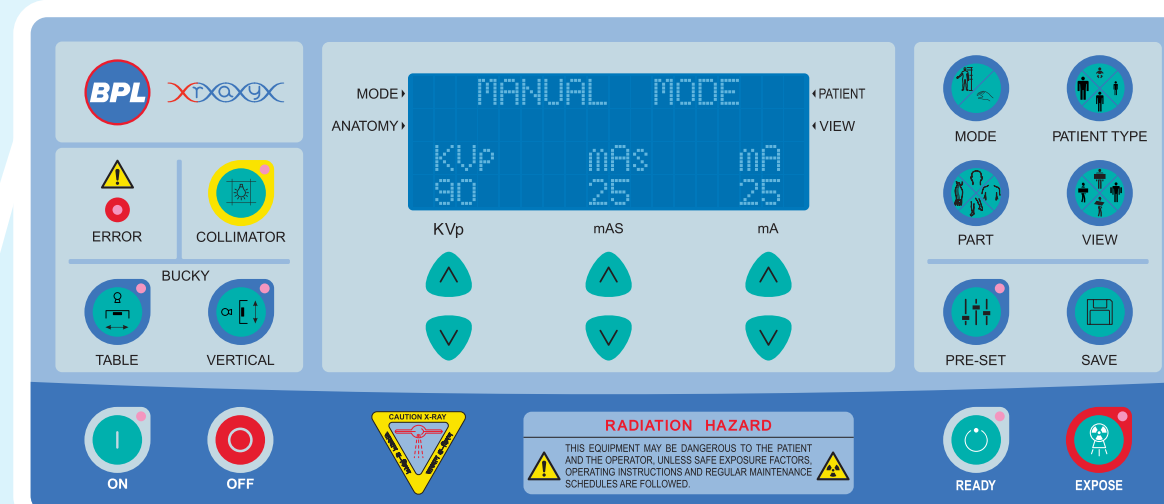 BPL xrayx
MANUAL MODE
MODE
PATIENT
ANATOMY
VIEW
KVp mAs mA
90 25 25
KVp mAS mA
ERROR
COLLIMATOR
BUCKY
TABLE
VERTICAL
MODE
PATIENT TYPE
PART
VIEW
PRE-SET
SAVE
ON
OFF
CAUTION X-RAY
RADIATION HAZARD
THIS EQUIPMENT MAY BE DANGEROUS TO THE PATIENT
AND THE OPERATOR, UNLESS SAFE EXPOSURE FACTORS,
OPERATING INSTRUCTIONS AND REGULAR MAINTENANCE
SCHEDULES ARE FOLLOWED.
READY
EXPOSE